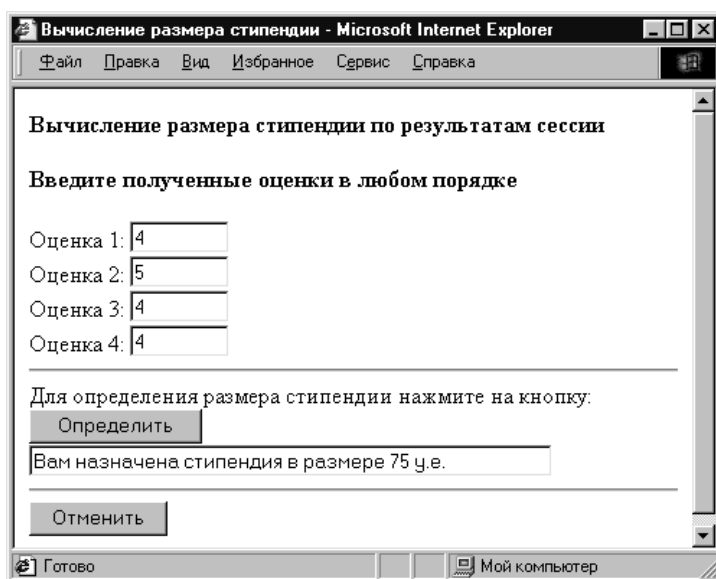 Вычисление размера стипендии - Microsoft Internet Explorer
Файл Правка Вид Избранное Сервис Справка
Вычисление размера стипендии по результатам сессии
Введите полученные оценки в любом порядке
Оценка 1: 4
Оценка 2: 5
Оценка 3: 4
Оценка 4: 4
Для определения размера стипендии нажмите на кнопку:
Определить
Вам назначена стипендия в размере 75 у.е.
Отменить
Готово Мой компьютер